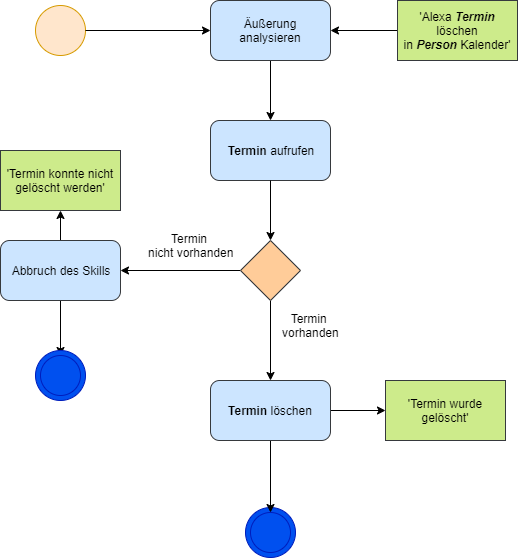 Äußerung
analysieren
'Alexa Termin
löschen
in Person Kalender'
Termin aufrufen
'Termin konnte nicht
gelöscht werden'
Termin
nicht vorhanden
Abbruch des Skills
Termin
vorhanden
Termin löschen
'Termin wurde
gelöscht'